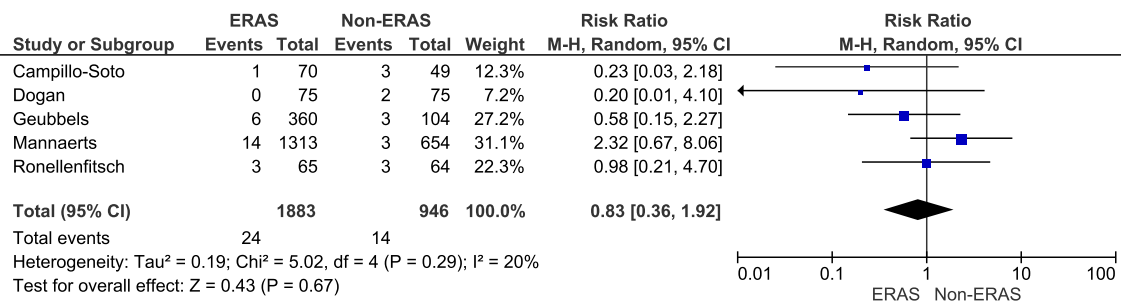 ERAS Non-ERAS Risk Ratio Risk Ratio
Study or Subgroup Events Total Events Total Weight M-H, Random, 95% CI M-H, Random, 95% CI
Campillo-Soto 1 70 3 49 12.3% 0.23 [0.03, 2.18]
Dogan 0 75 2 75 7.2% 0.20 [0.01, 4.10]
Geubbels 6 360 3 104 27.2% 0.58 [0.15, 2.27]
Mannaerts 14 1313 3 654 31.1% 2.32 [0.67, 8.06]
Ronellenfitsch 3 65 3 64 22.3% 0.98 [0.21, 4.70]
Total (95% CI) 1883 946 100.0% 0.83 [0.36, 1.92]
Total events 24 14
Heterogeneity: Tau² = 0.19; Chi² = 5.02, df = 4 (P = 0.29); I² = 20%
Test for overall effect: Z = 0.43 (P = 0.67)
0.01 0.1 1 10 100
ERAS Non-ERAS